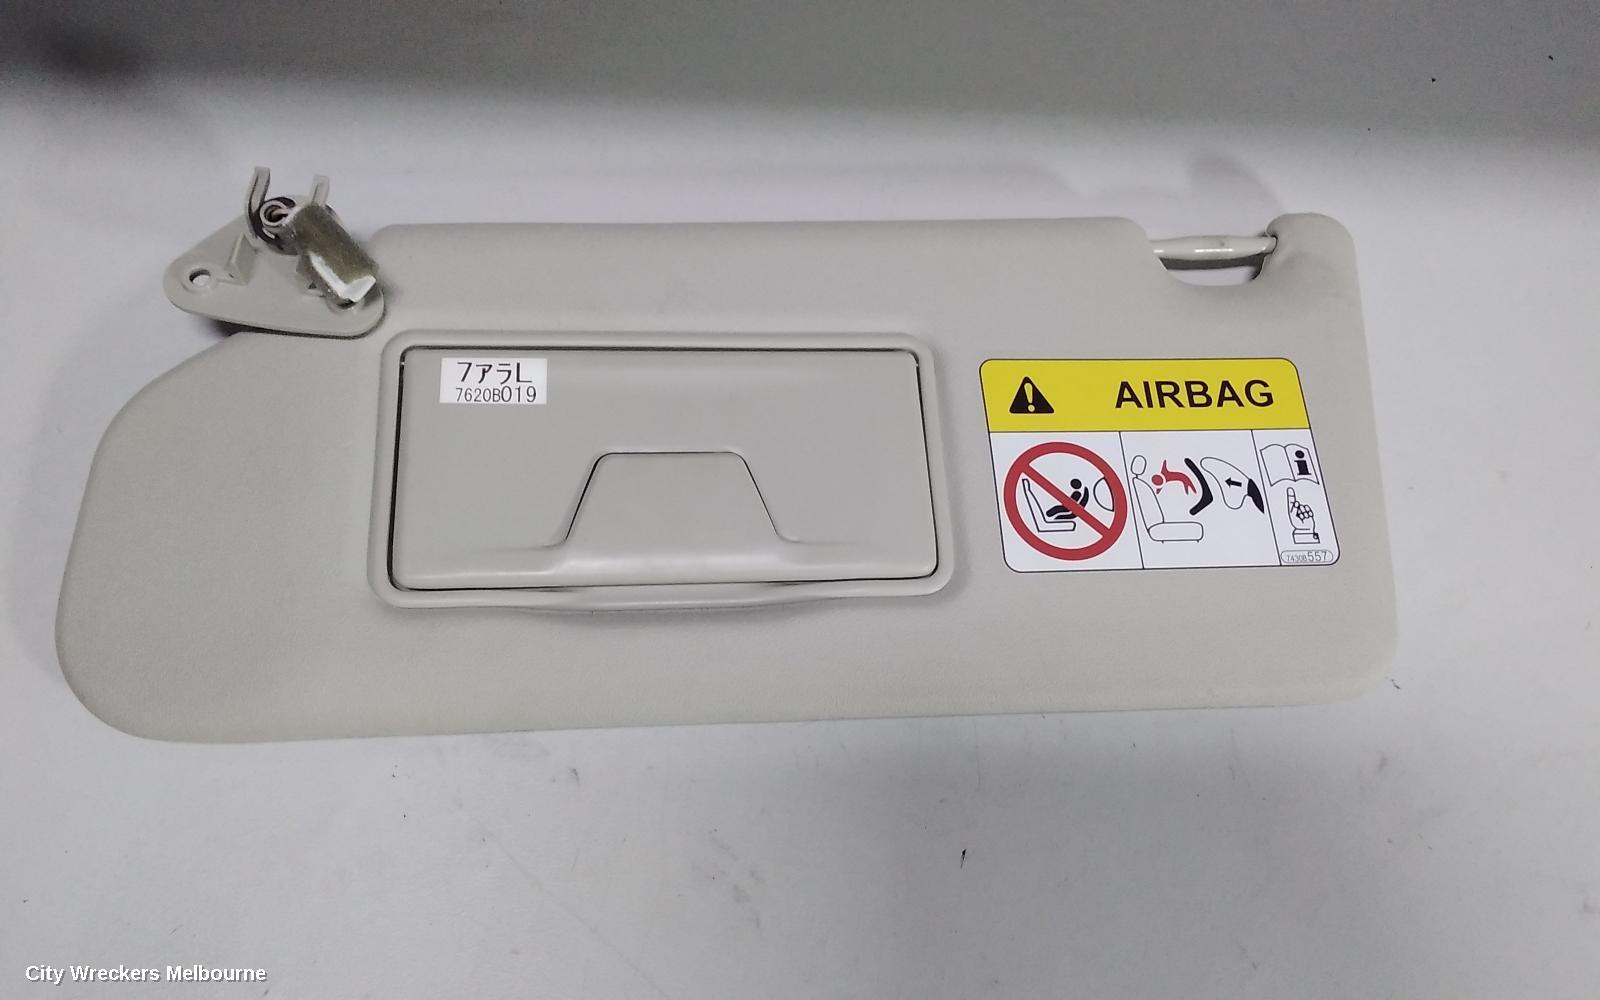 ﾌアラL
7620B019
AIRBAG
i
7430B557
City Wreckers Melbourne